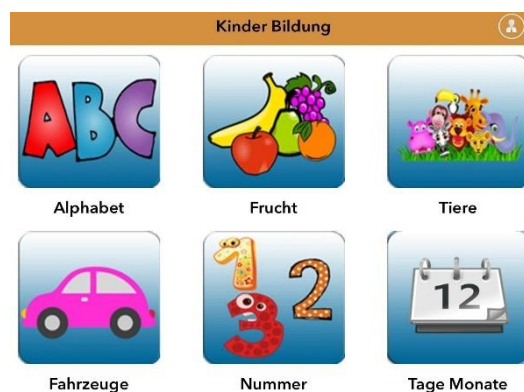 Kinder Bildung
ABC
Alphabet
Frucht
Tiere
1 2
3
12
Fahrzeuge
Nummer
Tage Monate